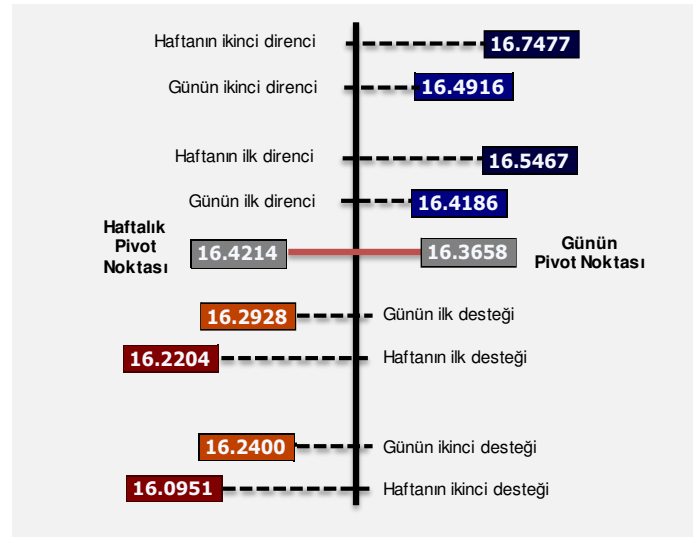 Haftanın ikinci direnci 16.7477
Günün ikinci direnci 16.4916
Haftanın ilk direnci 16.5467
Günün ilk direnci 16.4186
Haftalık
Pivot
Noktası
16.4214 16.3658
Günün
Pivot Noktası
16.2928 Günün ilk desteği
16.2204 Haftanın ilk desteği
16.2400 Günün ikinci desteği
16.0951 Haftanın ikinci desteği